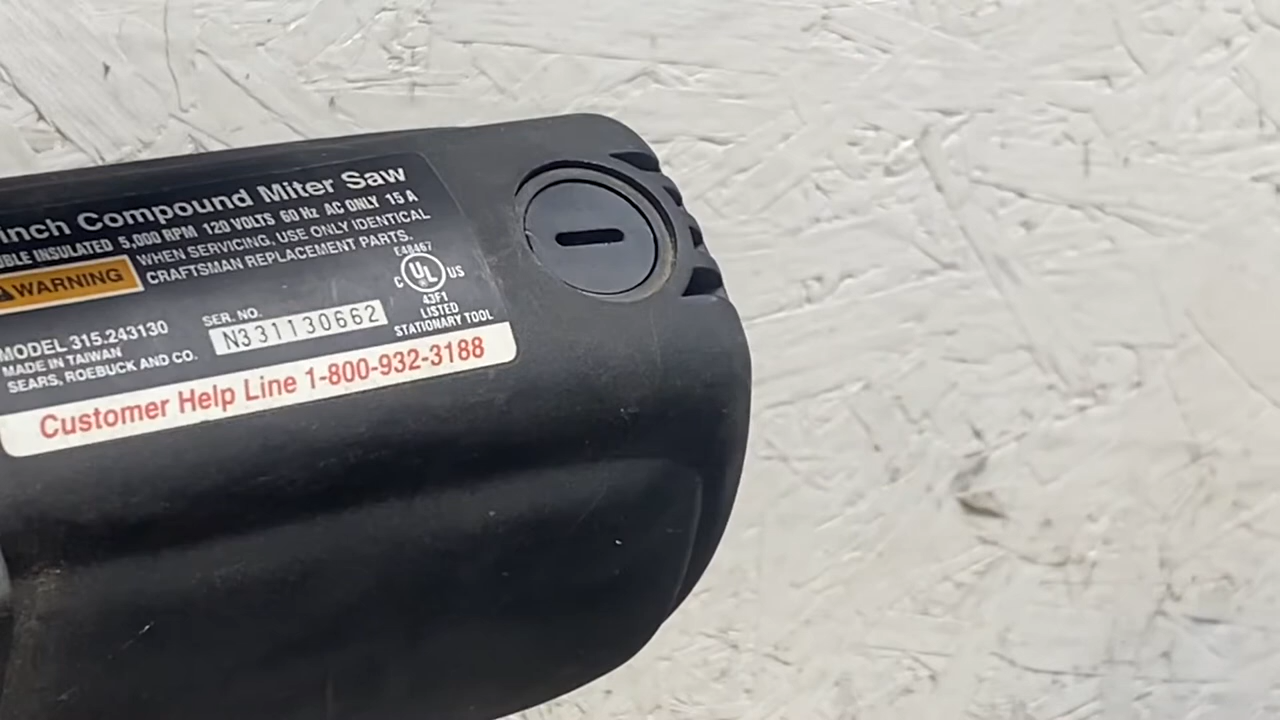 inch Compound Miter Saw
BLE INSULATED 5,000 RPM 120 VOLTS 60 Hz AC ONLY 15 A
WARNING
WHEN SERVICING, USE ONLY IDENTICAL
CRAFTSMAN REPLACEMENT PARTS.
E48467
C UL US
43F1
LISTED
STATIONARY TOOL
MODEL 315.243130
MADE IN TAIWAN
SEARS, ROEBUCK AND CO.
SER. NO.
N331130662
Customer Help Line 1-800-932-3188